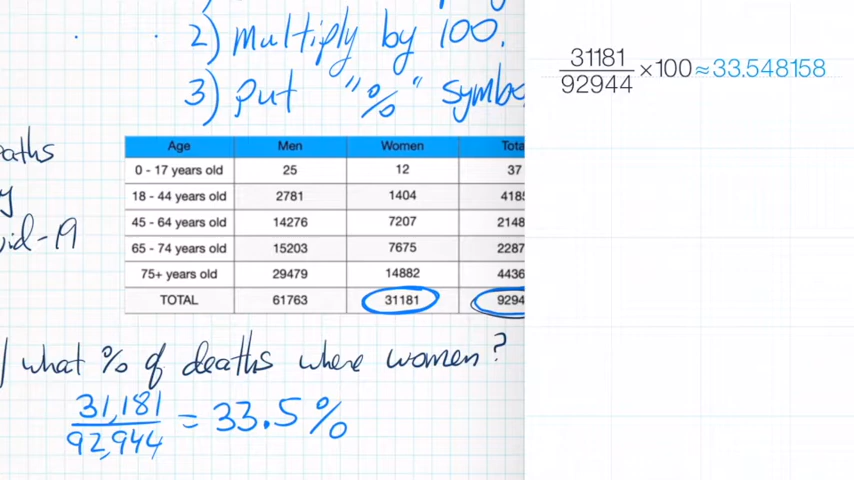 2) multiply by 100.
3) put "%" symbo
31181
92944 ×100≈33.548158
Age Men Women Tota
0 - 17 years old 25 12 37
18 - 44 years old 2781 1404 418
45 - 64 years old 14276 7207 2148
65 - 74 years old 15203 7675 2287
75+ years old 29479 14882 4436
TOTAL 61763 31181 9294
aths
y
id-19
what % of deaths where women?
31,181
92,944 = 33.5%